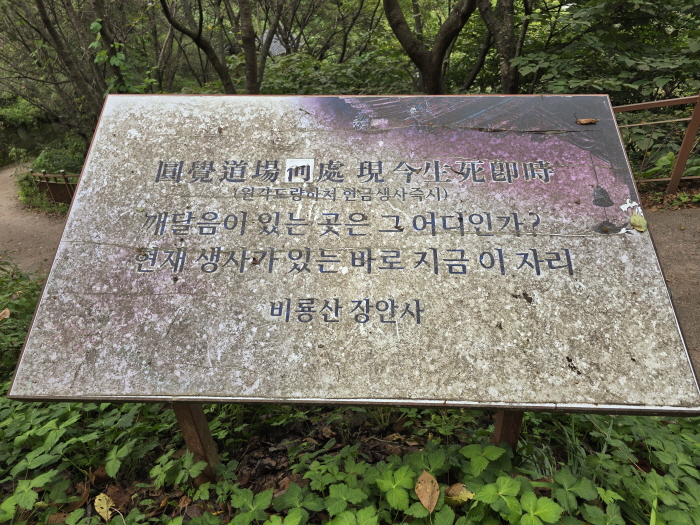 圓覺道場何處 現今生死卽時
(원각도량하처 현금생사즉시)
깨달음이 있는 곳은 그 어디인가?
현재 생사가 있는 바로 지금 이 자리
비룡산 장안사